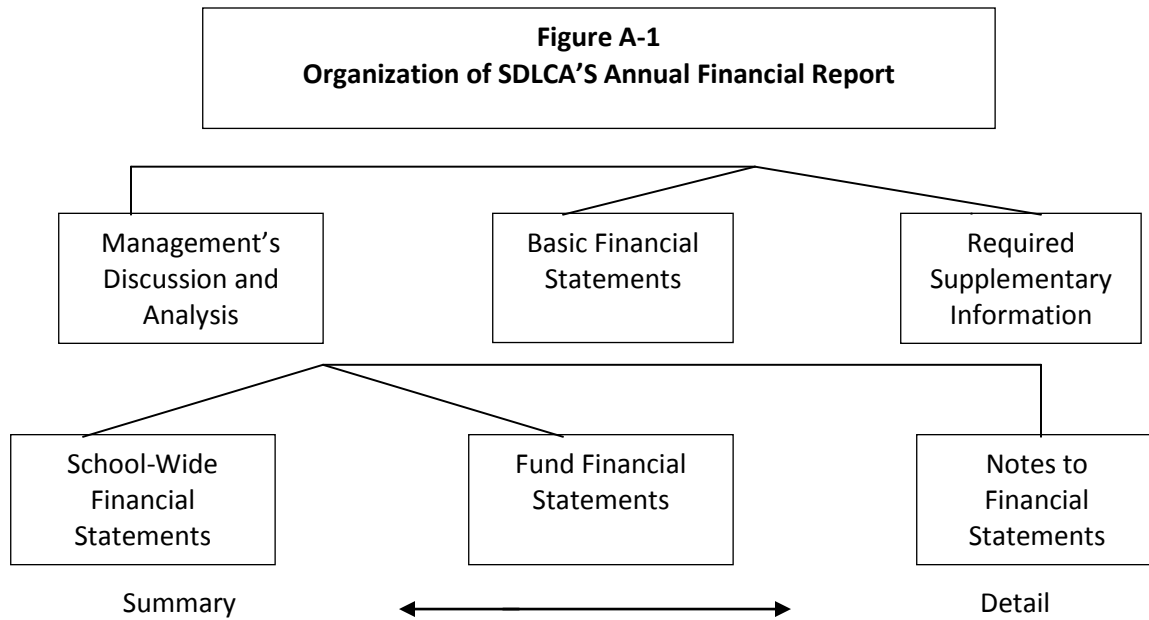 Figure A-1
Organization of SDLCA’S Annual Financial Report
Management’s
Discussion and
Analysis
Basic Financial
Statements
Required
Supplementary
Information
School-Wide
Financial
Statements
Fund Financial
Statements
Notes to
Financial
Statements
Summary
Detail